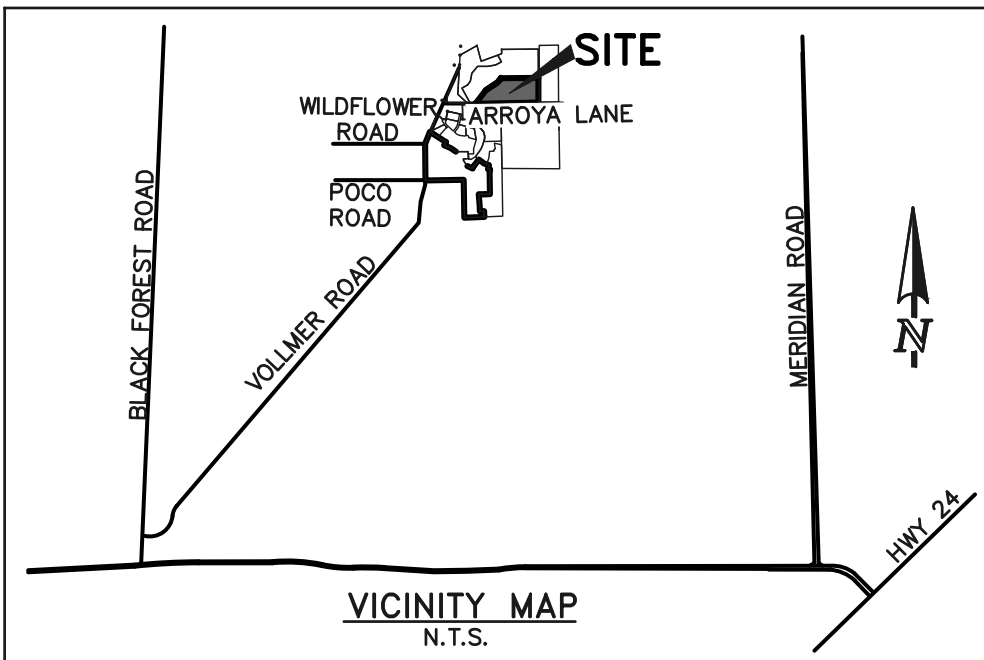 SITE
WILDFLOWER
ROAD
ARROYA LANE
POCO
ROAD
BLACK FOREST ROAD
VOLLMER ROAD
MERIDIAN ROAD
N
HWY 24
VICINITY MAP
N.T.S.